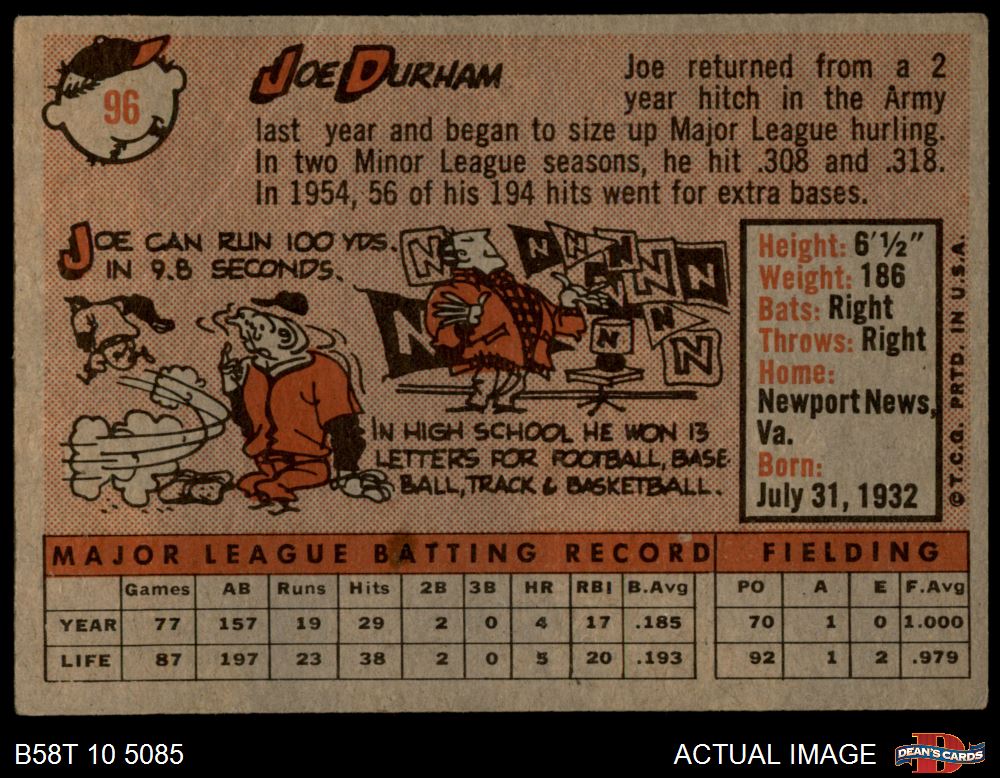 96
JOE DURHAM
Joe returned from a 2
year hitch in the Army
last year and began to size up Major League hurling.
In two Minor League seasons, he hit .308 and .318.
In 1954, 56 of his 194 hits went for extra bases.
JOE CAN RUN 100 YDS.
IN 9.8 SECONDS.
N N N N N N N N N N N
IN HIGH SCHOOL HE WON 13
LETTERS FOR FOOTBALL, BASE
BALL, TRACK & BASKETBALL.
Height: 6'½"
Weight: 186
Bats: Right
Throws: Right
Home:
Newport News,
Va.
Born:
July 31, 1932
©T.C.G. PRTD. IN U.S.A.
MAJOR LEAGUE BATTING RECORD FIELDING
Games AB Runs Hits 2B 3B HR RBI B.Avg PO A E F.Avg
YEAR 77 157 19 29 2 0 4 17 .185 70 1 0 1.000
LIFE 87 197 23 38 2 0 5 20 .193 92 1 2 .979
B58T 10 5085 ACTUAL IMAGE
DEAN'S CARDS